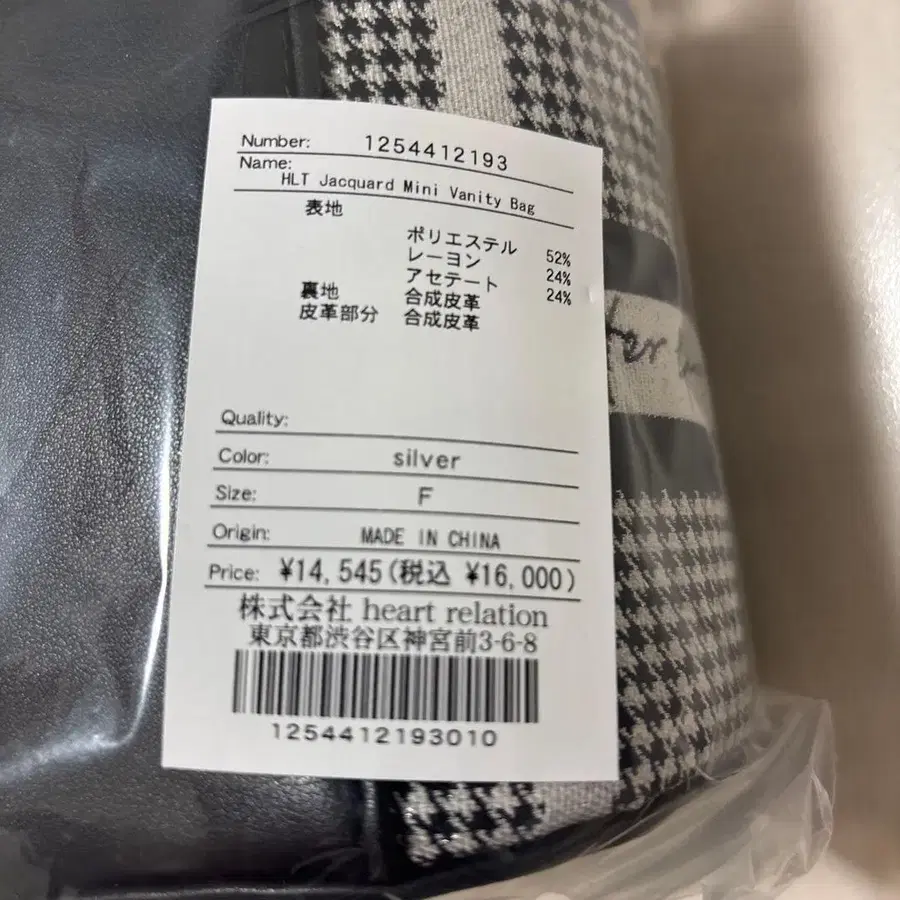 Number: 1254412193
Name:
HLT Jacquard Mini Vanity Bag
表地
ポリエステル 52%
レーヨン 24%
アセテート 24%
裏地 合成皮革
皮革部分 合成皮革
Quality:
Color: silver
Size: F
Origin: MADE IN CHINA
Price: ¥14,545(税込 ¥16,000)
株式会社 heart relation
東京都渋谷区神宮前3-6-8
1254412193010
her